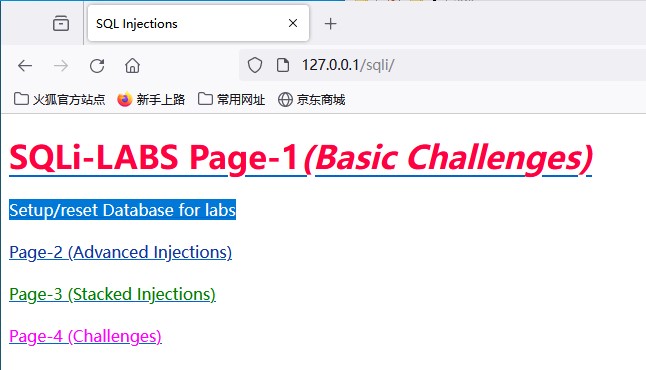 SQL Injections
127.0.0.1/sqli/
火狐官方站点 新手上路 常用网址 京东商城
SQLi-LABS Page-1(Basic Challenges)
Setup/reset Database for labs
Page-2 (Advanced Injections)
Page-3 (Stacked Injections)
Page-4 (Challenges)